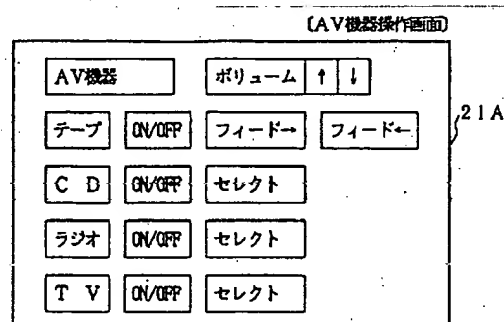 〔AV機器操作画面〕
AV機器 ボリューム ↑ ↓
テープ ON/OFF フィード→ フィード←
21A
C D ON/OFF セレクト
ラジオ ON/OFF セレクト
T V ON/OFF セレクト